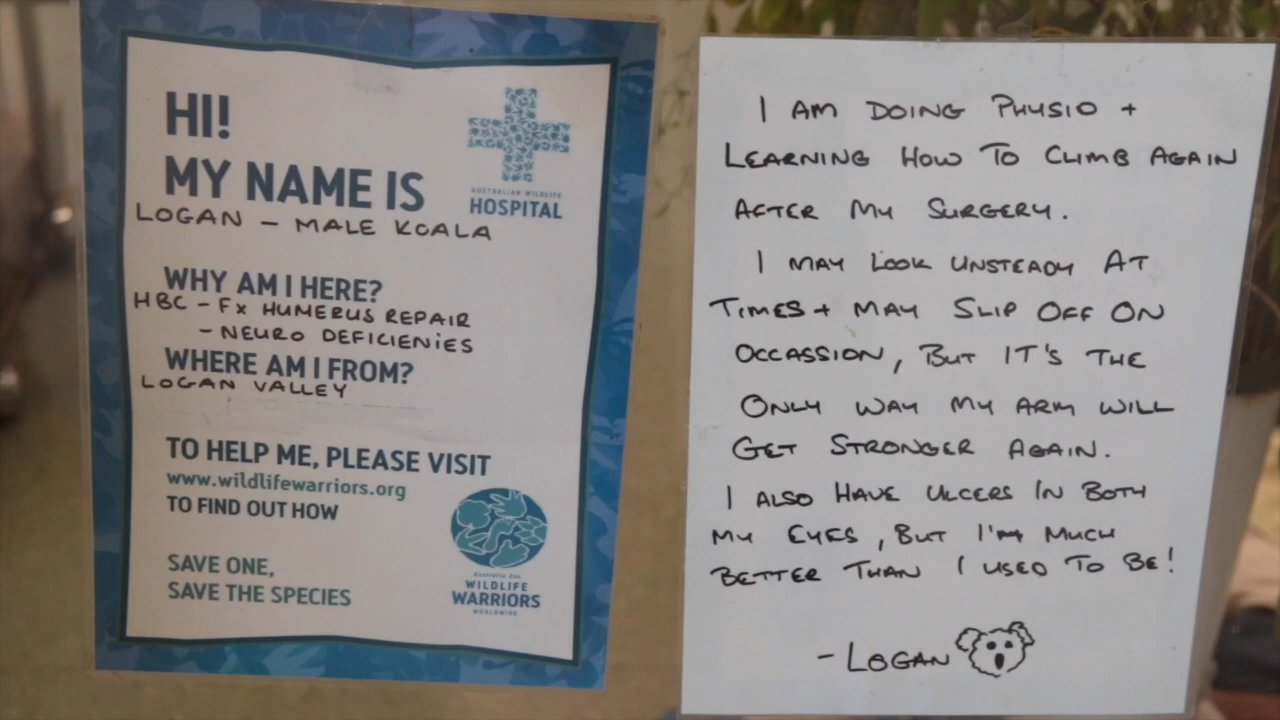 HI!
MY NAME IS
LOGAN - MALE KOALA
AUSTRALIAN WILDLIFE
HOSPITAL
WHY AM I HERE?
HBC - Fx HUMERUS REPAIR
- NEURO DEFICIENIES
WHERE AM I FROM?
LOGAN VALLEY
TO HELP ME, PLEASE VISIT
www.wildlifewarriors.org
TO FIND OUT HOW
SAVE ONE,
SAVE THE SPECIES
Australia Zoo
WILDLIFE
WARRIORS
WORLDWIDE
I AM DOING PHYSIO +
LEARNING HOW TO CLIMB AGAIN
AFTER MY SURGERY.
I MAY LOOK UNSTEADY AT
TIMES + MAY SLIP OFF ON
OCCASSION, BUT IT'S THE
ONLY WAY MY ARM WILL
GET STRONGER AGAIN.
I ALSO HAVE ULCERS IN BOTH
MY EYES, BUT I'M MUCH
BETTER THAN I USED TO BE!
- LOGAN